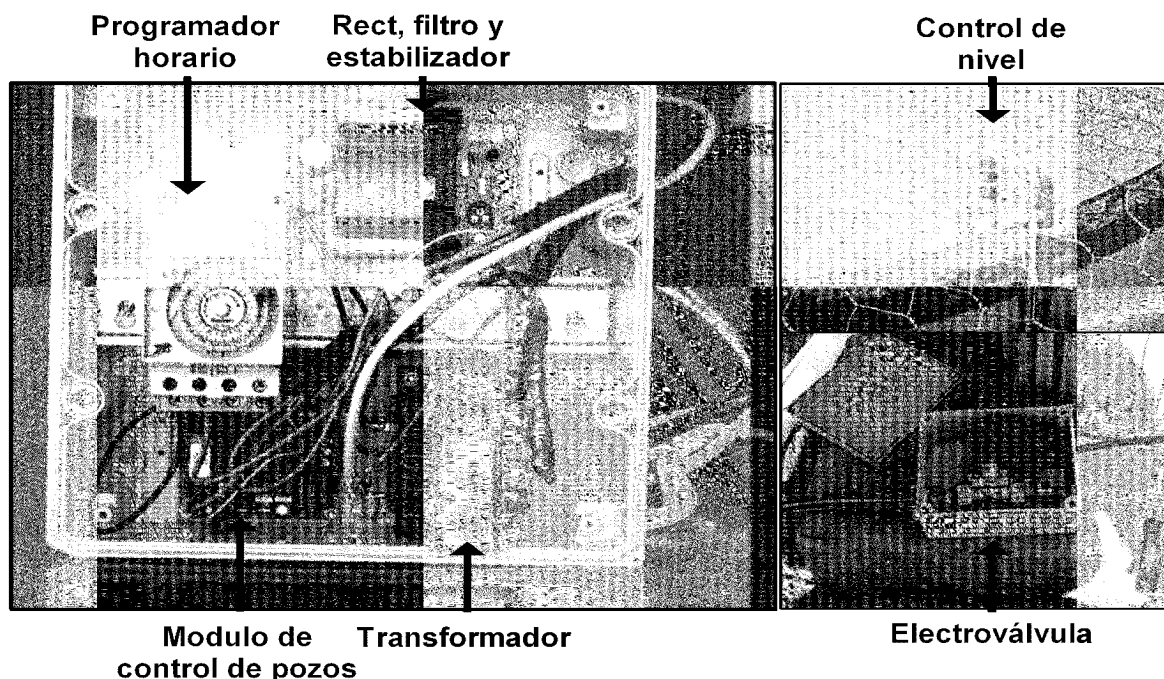 Programador
horario
Rect, filtro y
estabilizador
Control de
nivel
Modulo de
control de pozos
Transformador
Electroválvula